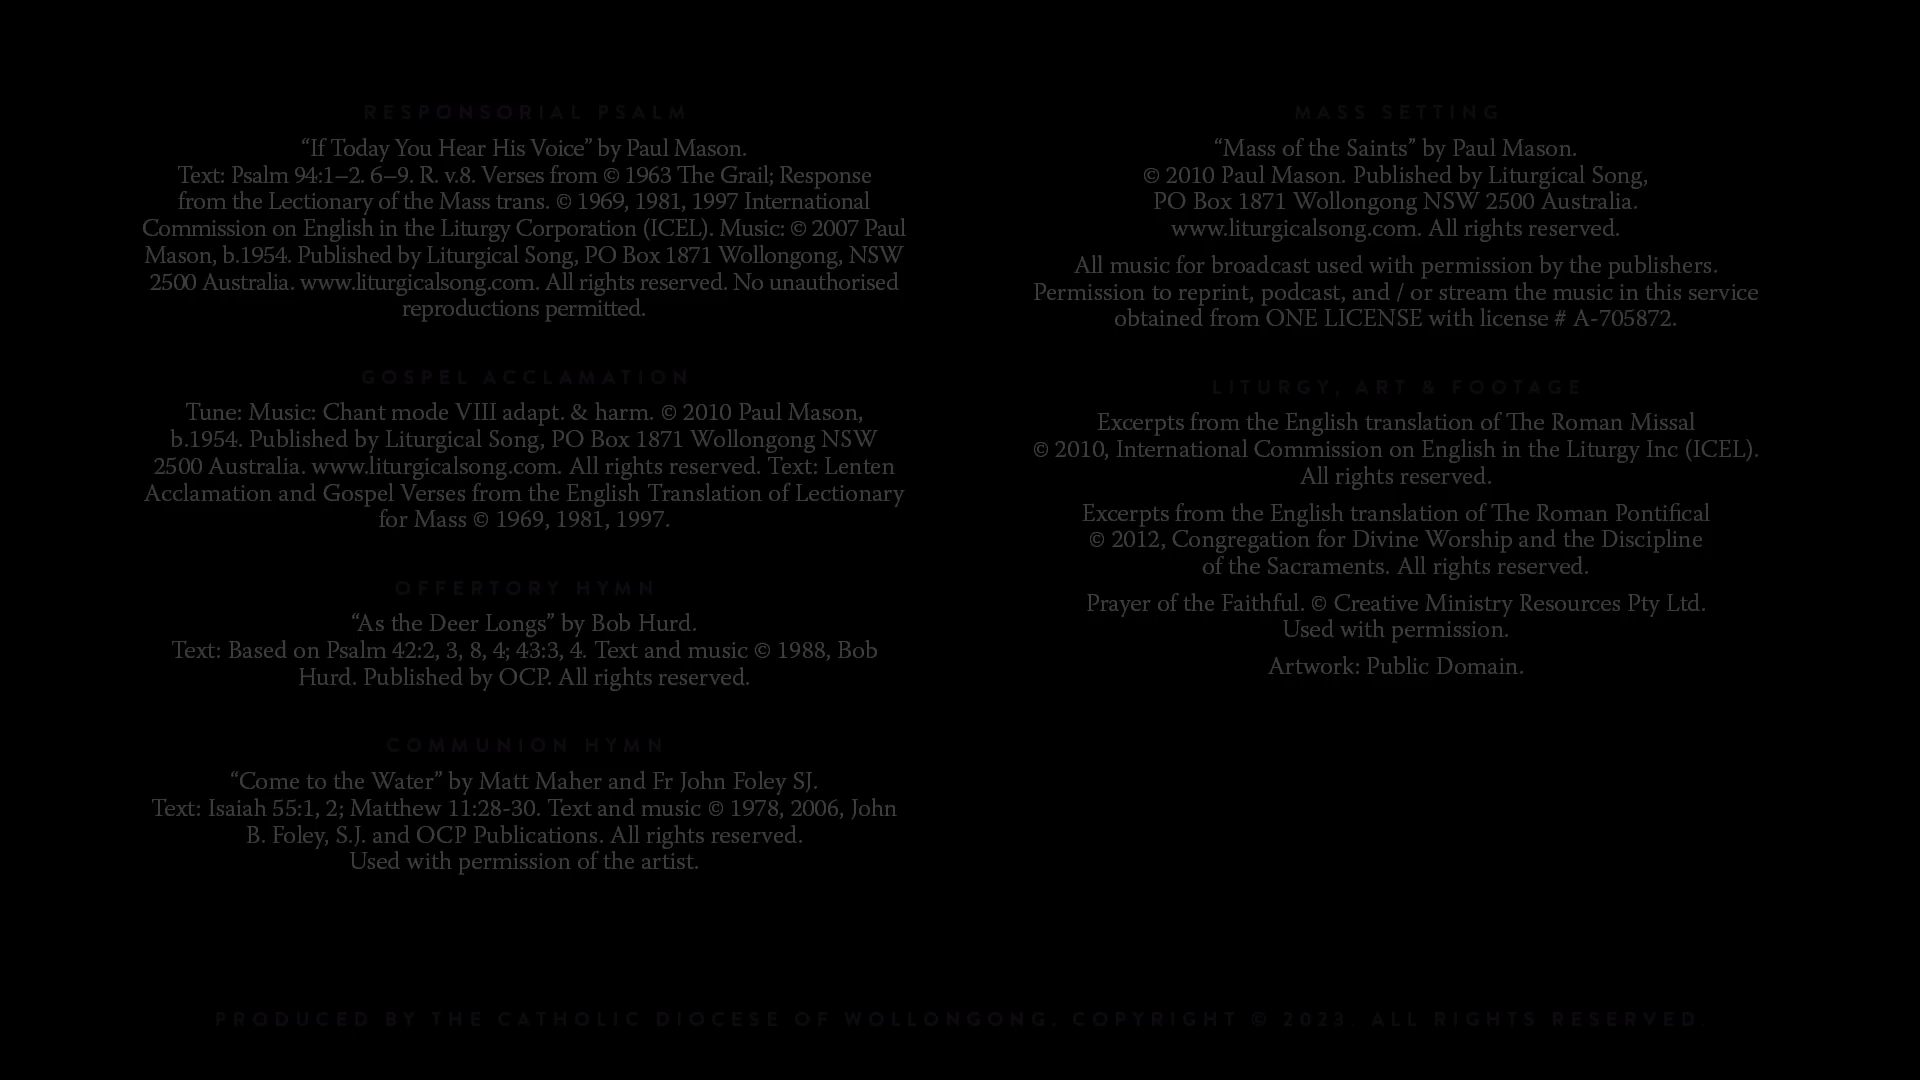 RESPONSORIAL PSALM
“If Today You Hear His Voice” by Paul Mason.
Text: Psalm 94:1–2. 6–9. R. v.8. Verses from © 1963 The Grail; Response
from the Lectionary of the Mass trans. © 1969, 1981, 1997 International
Commission on English in the Liturgy Corporation (ICEL). Music: © 2007 Paul
Mason, b.1954. Published by Liturgical Song, PO Box 1871 Wollongong, NSW
2500 Australia. www.liturgicalsong.com. All rights reserved. No unauthorised
reproductions permitted.
GOSPEL ACCLAMATION
Tune: Music: Chant mode VIII adapt. & harm. © 2010 Paul Mason,
b.1954. Published by Liturgical Song, PO Box 1871 Wollongong NSW
2500 Australia. www.liturgicalsong.com. All rights reserved. Text: Lenten
Acclamation and Gospel Verses from the English Translation of Lectionary
for Mass © 1969, 1981, 1997.
OFFERTORY HYMN
“As the Deer Longs” by Bob Hurd.
Text: Based on Psalm 42:2, 3, 8, 4; 43:3, 4. Text and music © 1988, Bob
Hurd. Published by OCP. All rights reserved.
COMMUNION HYMN
“Come to the Water” by Matt Maher and Fr John Foley SJ.
Text: Isaiah 55:1, 2; Matthew 11:28-30. Text and music © 1978, 2006, John
B. Foley, S.J. and OCP Publications. All rights reserved.
Used with permission of the artist.
MASS SETTING
“Mass of the Saints” by Paul Mason.
© 2010 Paul Mason. Published by Liturgical Song,
PO Box 1871 Wollongong NSW 2500 Australia.
www.liturgicalsong.com. All rights reserved.
All music for broadcast used with permission by the publishers.
Permission to reprint, podcast, and / or stream the music in this service
obtained from ONE LICENSE with license # A-705872.
LITURGY, ART & FOOTAGE
Excerpts from the English translation of The Roman Missal
© 2010, International Commission on English in the Liturgy Inc (ICEL).
All rights reserved.
Excerpts from the English translation of The Roman Pontifical
© 2012, Congregation for Divine Worship and the Discipline
of the Sacraments. All rights reserved.
Prayer of the Faithful. © Creative Ministry Resources Pty Ltd.
Used with permission.
Artwork: Public Domain.
PRODUCED BY THE CATHOLIC DIOCESE OF WOLLONGONG. COPYRIGHT © 2023. ALL RIGHTS RESERVED.